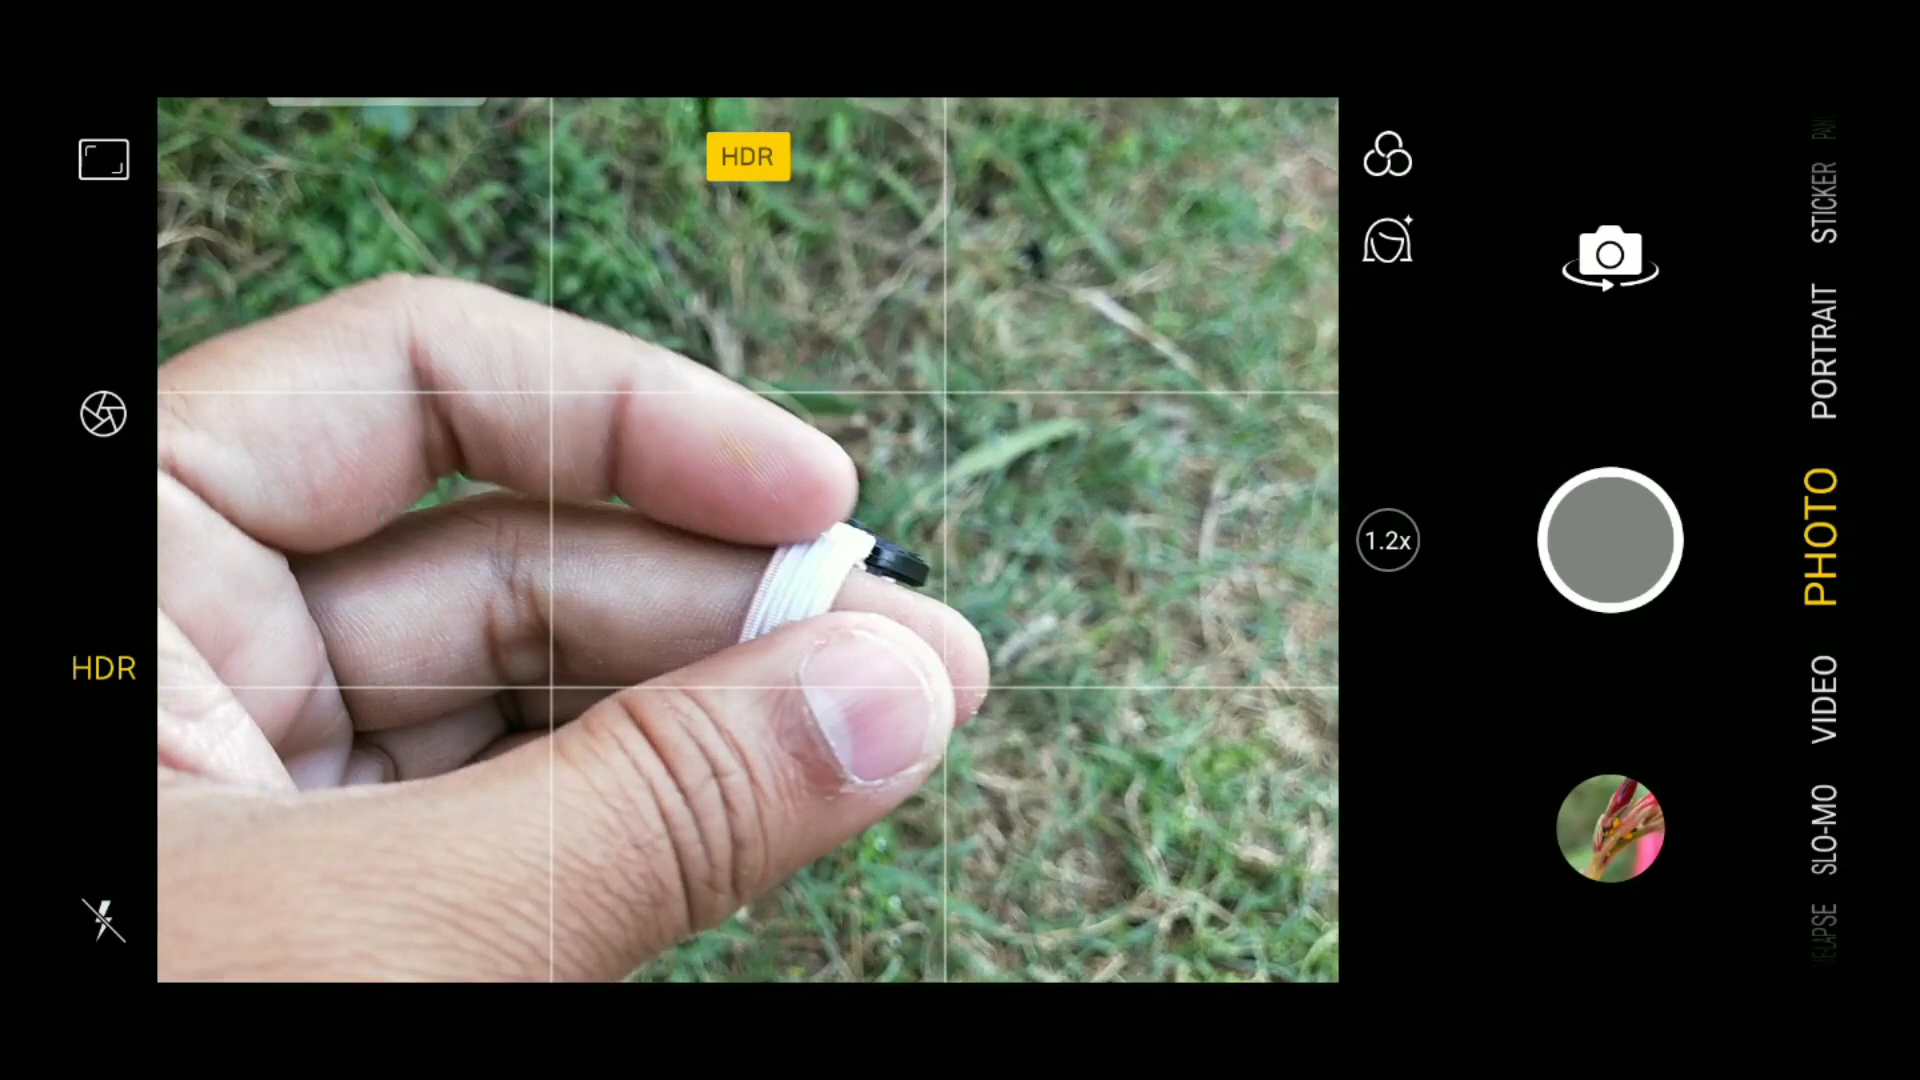 HDR
HDR
1.2x
STICKER
PORTRAIT
PHOTO
VIDEO
SLO-MO